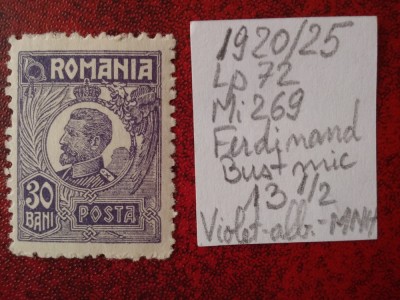 ROMANIA
30
BANI
POSTA
1920/25
Lp 72
Mi 269
Ferdinand
Bust mic
13 1/2
Violet-alb.-MNH